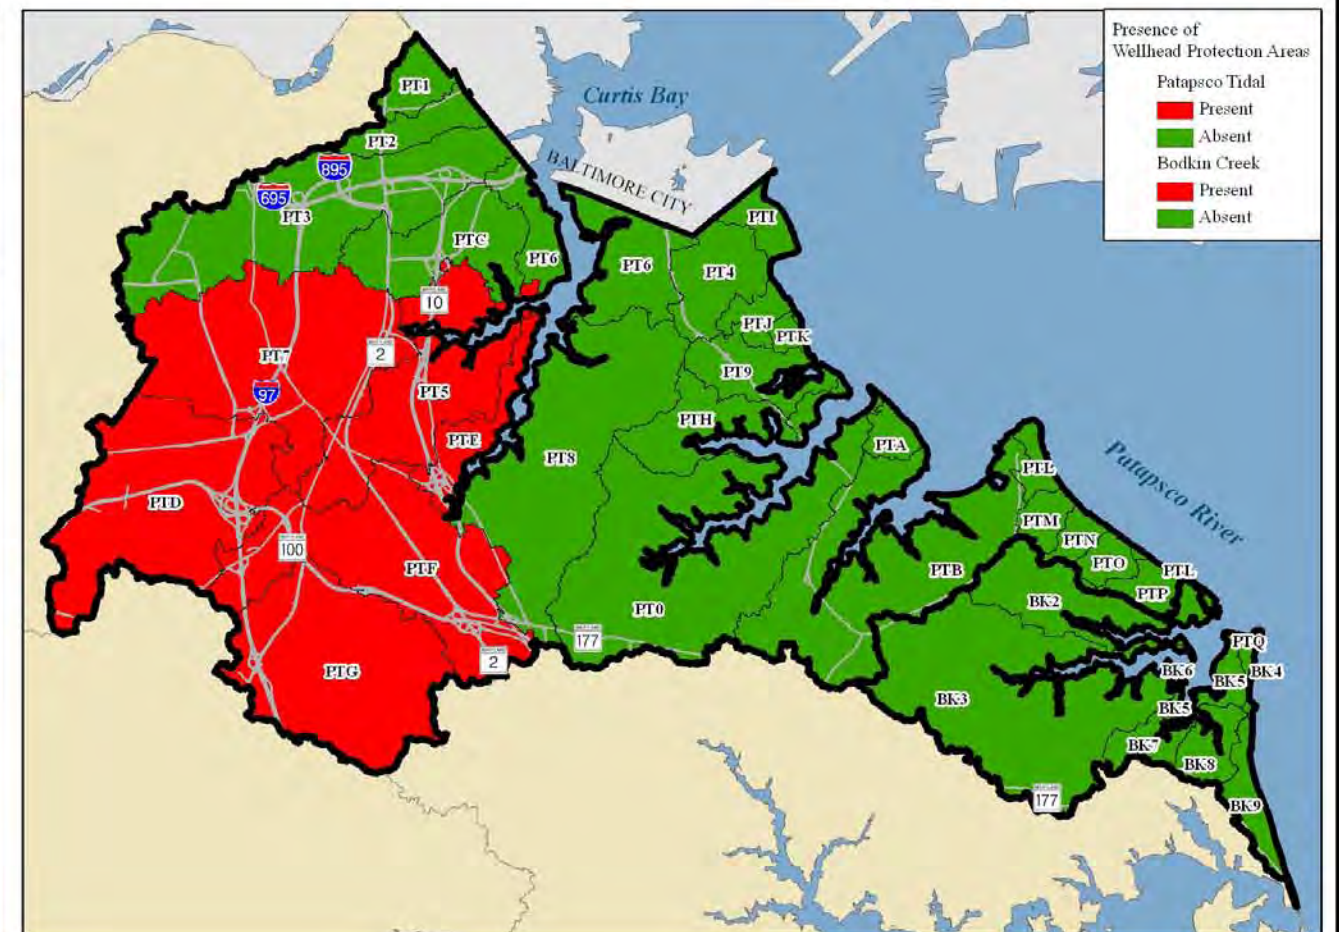 Presence of
Wellhead Protection Areas
Patapsco Tidal
Present
Absent
Bodkin Creek
Present
Absent
Curtis Bay
BALTIMORE CITY
Patapsco River
PT1
PT2
895
695
PT3
PTC
PT6
PT6
PTI
PT4
10
PTJ
PTK
2
PT7
97
PT5
PT9
PTH
PTE
PTA
PT8
PTL
PTD
PTM
PTN
100
PTF
PTO
PTB
PTL
PTP
PT0
BK2
177
PTQ
2
PTG
BK6
BK5
BK4
BK3
BK5
BK7
BK8
177
BK9